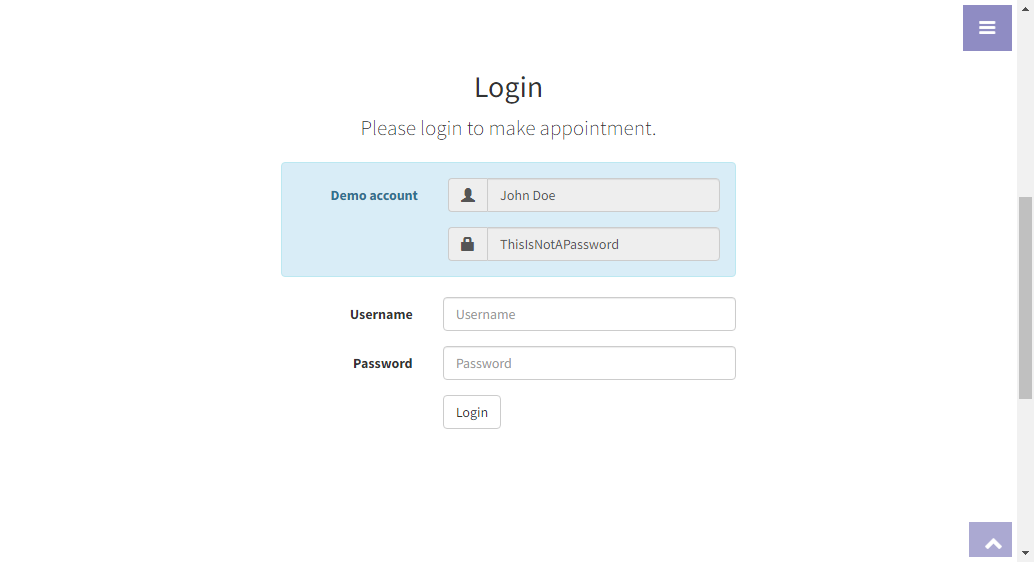 Login
Please login to make appointment.
Demo account
John Doe
ThisIsNotAPassword
Username
Username
Password
Password
Login